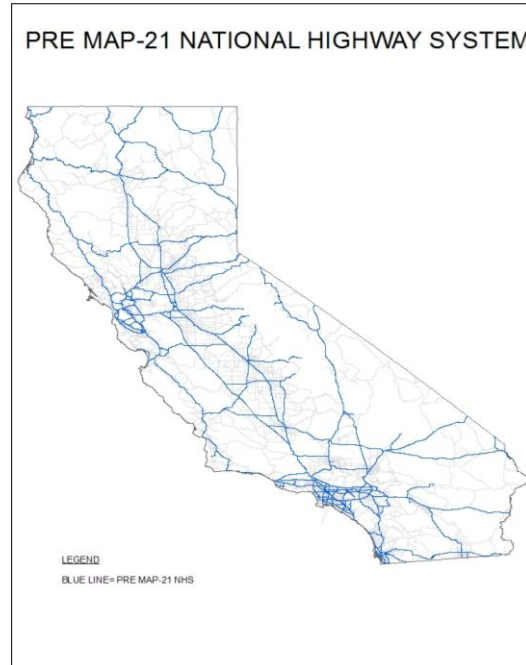 PRE MAP-21 NATIONAL HIGHWAY SYSTEM
LEGEND
BLUE LINE= PRE MAP-21 NHS